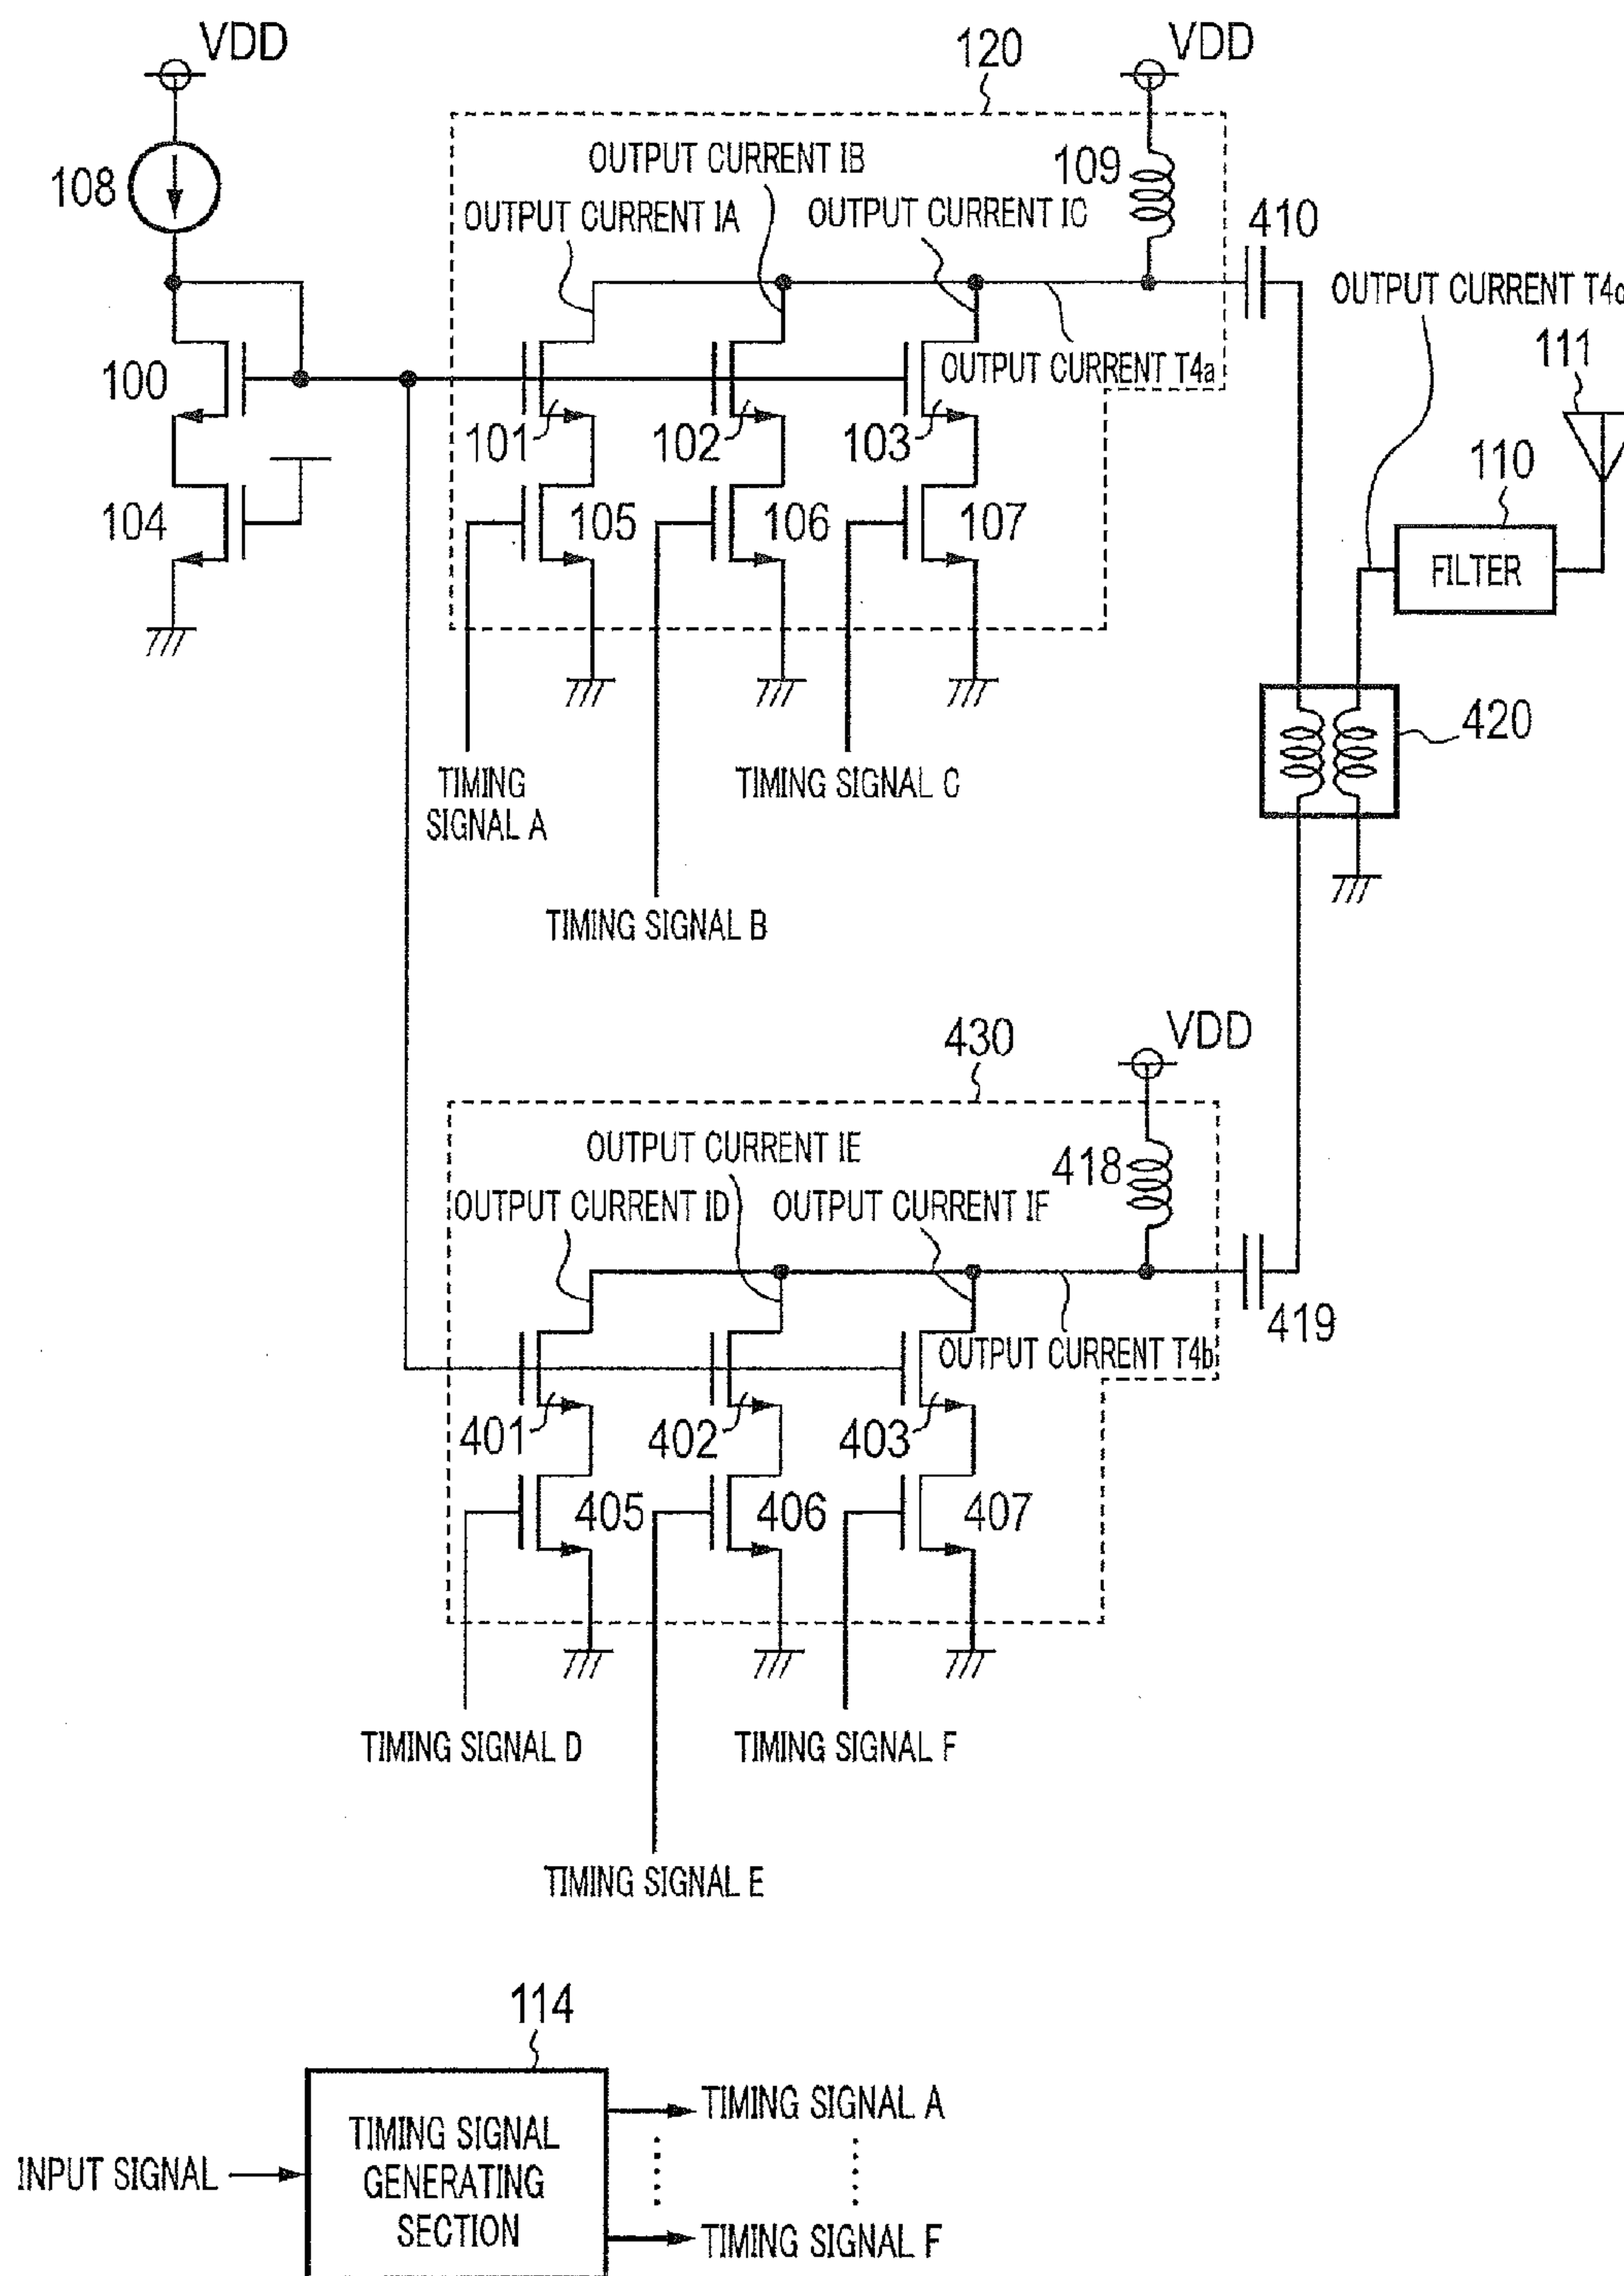 VDD
120
VDD
108
OUTPUT CURRENT IB
109
OUTPUT CURRENT IA
OUTPUT CURRENT IC
410
OUTPUT CURRENT T4c
111
100
OUTPUT CURRENT T4a
101
102
103
110
104
105
106
107
FILTER
420
TIMING
SIGNAL A
TIMING SIGNAL C
TIMING SIGNAL B
430
VDD
OUTPUT CURRENT IE
418
OUTPUT CURRENT ID
OUTPUT CURRENT IF
419
OUTPUT CURRENT T4b
401
402
403
405
406
407
TIMING SIGNAL D
TIMING SIGNAL F
TIMING SIGNAL E
114
TIMING SIGNAL
GENERATING
SECTION
INPUT SIGNAL
TIMING SIGNAL A
TIMING SIGNAL F